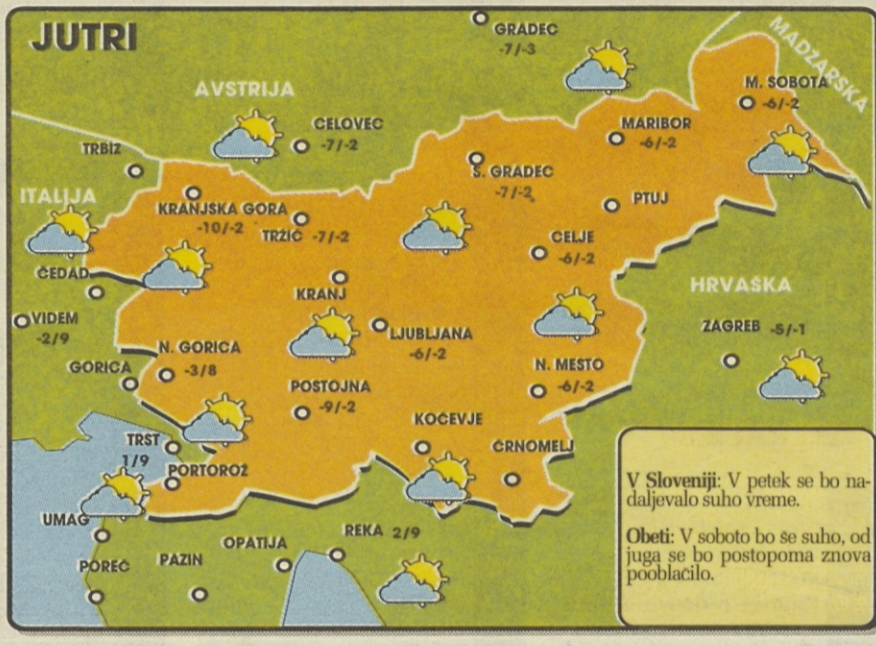 JUTRI
GRADEC
-7/-3
MADŽARSKA
AVSTRIJA
M. SOBOTA
-6/-2
CELOVEC
-7/-2
MARIBOR
-6/-2
TRBIŽ
S. GRADEC
-7/-2
ITALIJA
KRANJSKA GORA
-10/-2
TRŽIČ -7/-2
PTUJ
CELJE
-6/-2
ČEDAD
KRANJ
HRVAŠKA
VIDEM
-2/9
LJUBLJANA
-6/-2
ZAGREB -5/-1
N. GORICA
-3/8
GORICA
N. MESTO
-6/-2
POSTOJNA
-9/-2
KOČEVJE
ČRNOMELJ
TRST
1/9
PORTOROŽ
UMAG
REKA 2/9
OPATIJA
PAZIN
POREČ
V Sloveniji: V petek se bo na-
daljevalo suho vreme.
Obeti: V soboto bo še suho, od
juga se bo postopoma znova
pooblačilo.